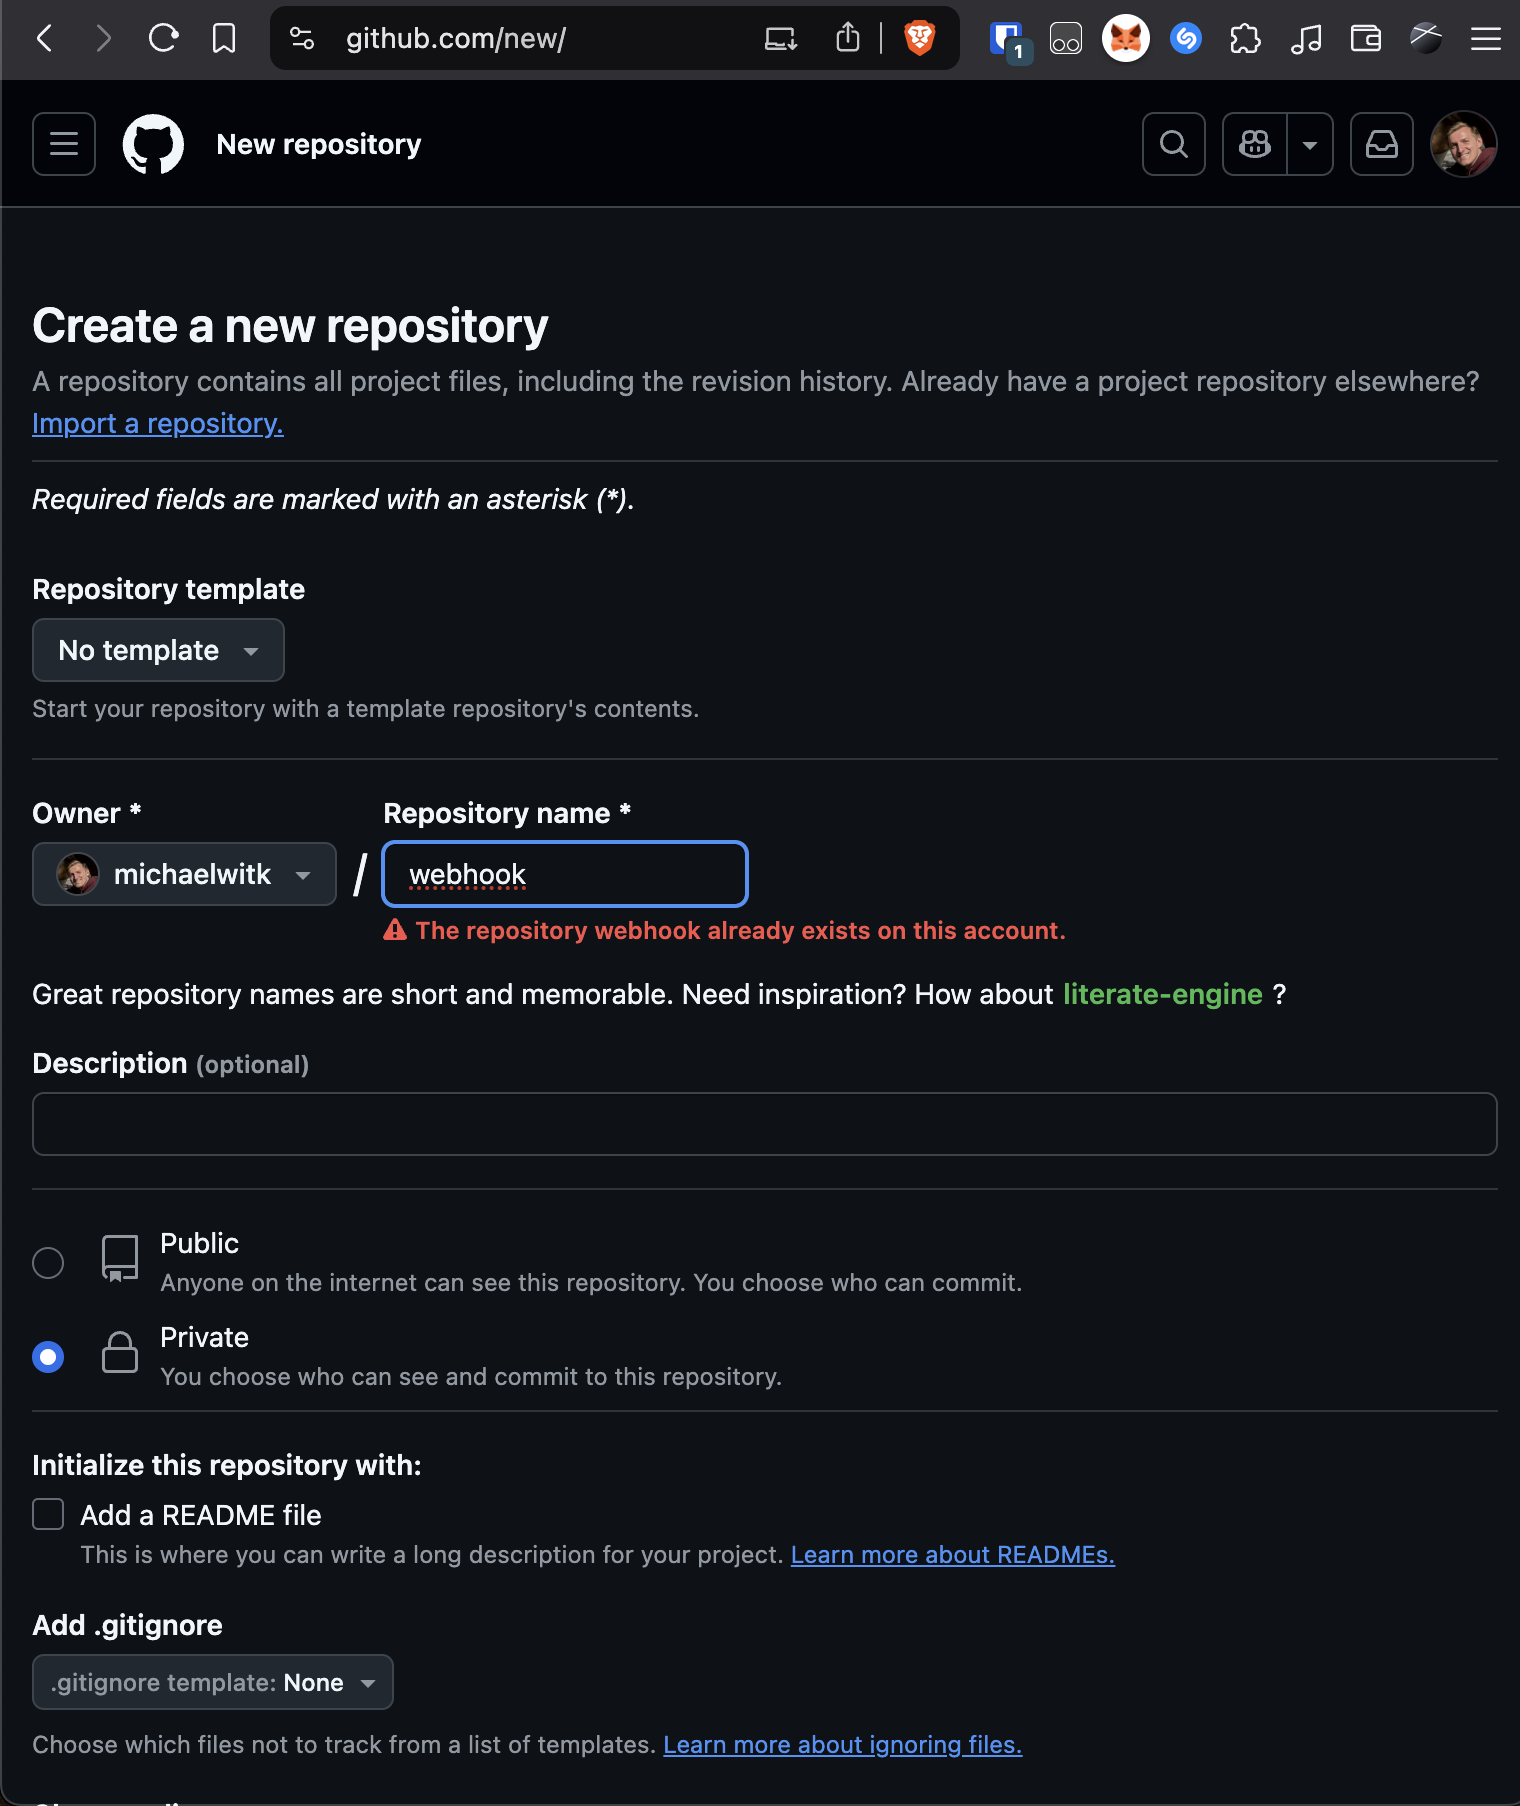 github.com/new/
1
New repository
Create a new repository
A repository contains all project files, including the revision history. Already have a project repository elsewhere?
Import a repository.
Required fields are marked with an asterisk (*).
Repository template
No template
Start your repository with a template repository's contents.
Owner *
Repository name *
michaelwitk
/
webhook
The repository webhook already exists on this account.
Great repository names are short and memorable. Need inspiration? How about literate-engine ?
Description (optional)
Public
Anyone on the internet can see this repository. You choose who can commit.
Private
You choose who can see and commit to this repository.
Initialize this repository with:
Add a README file
This is where you can write a long description for your project. Learn more about READMEs.
Add .gitignore
.gitignore template: None
Choose which files not to track from a list of templates. Learn more about ignoring files.